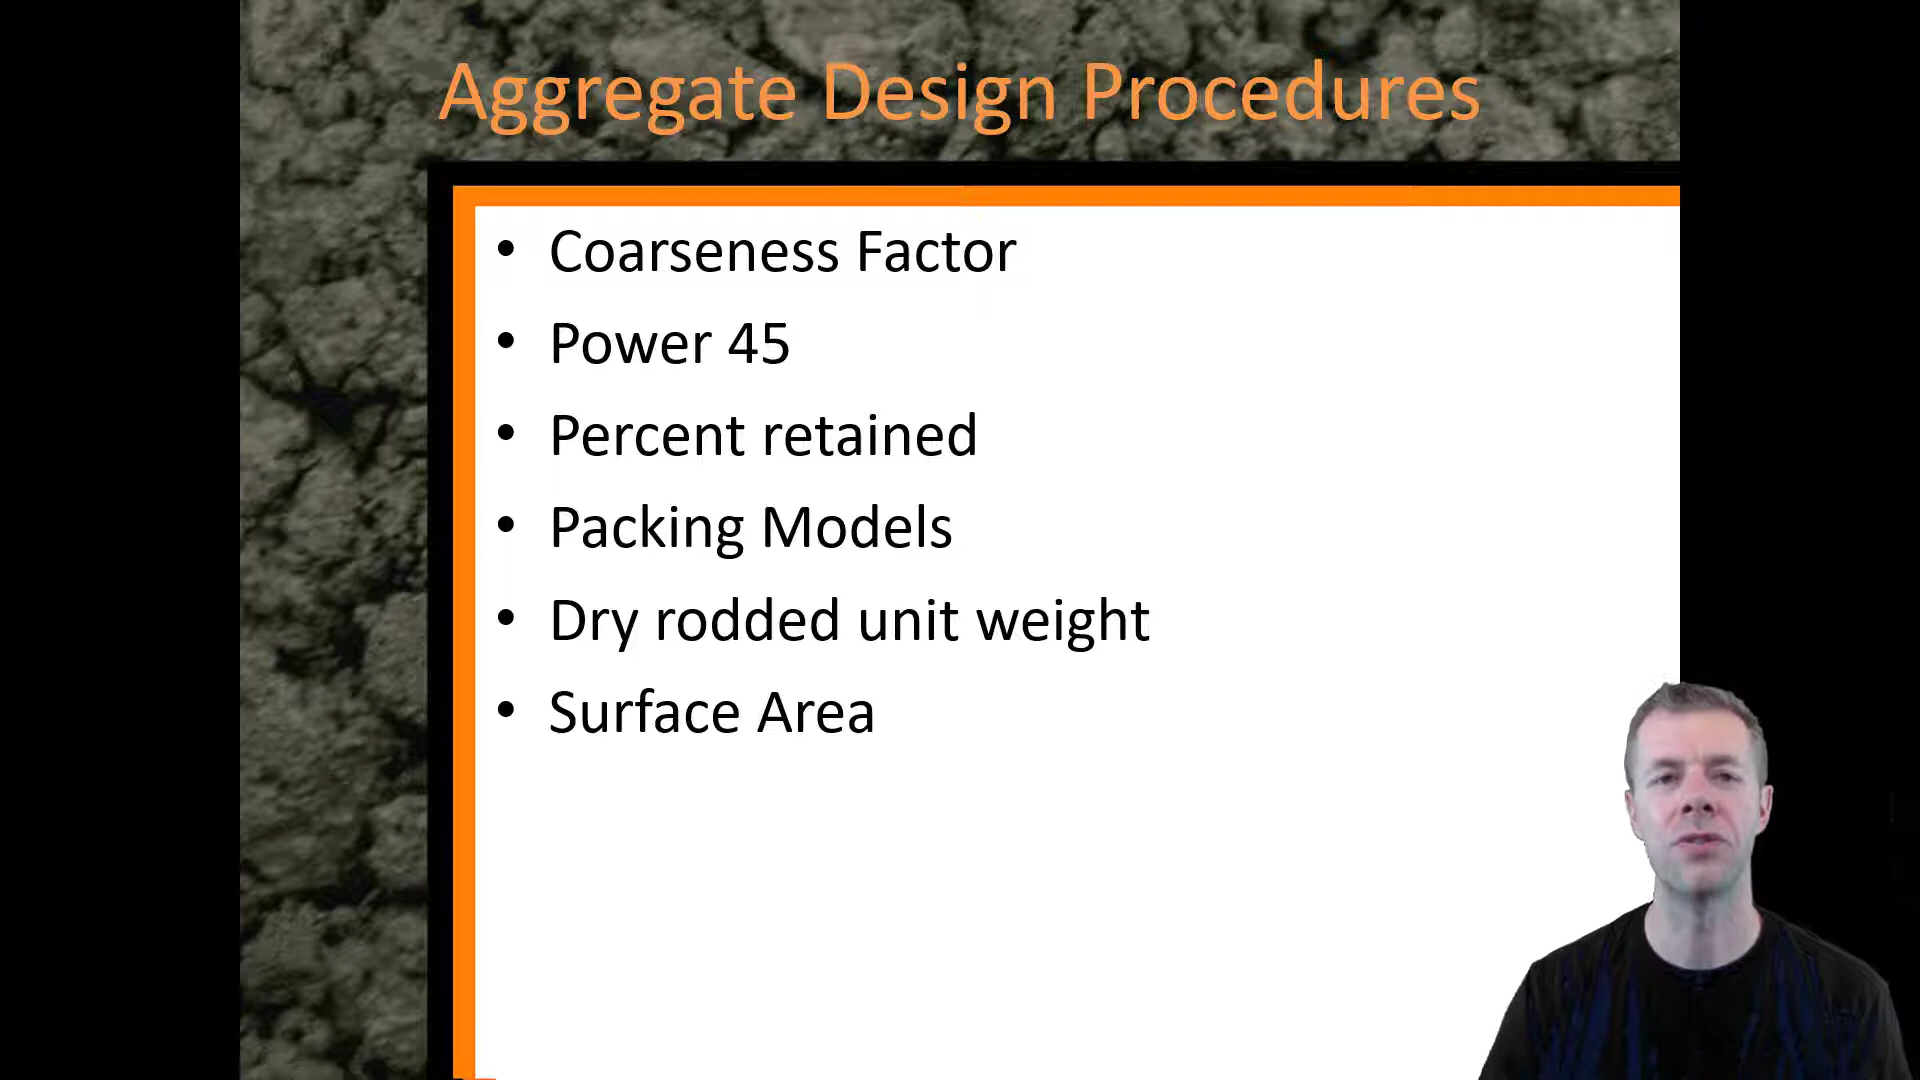 Aggregate Design Procedures
• Coarseness Factor
• Power 45
• Percent retained
• Packing Models
• Dry rodded unit weight
• Surface Area